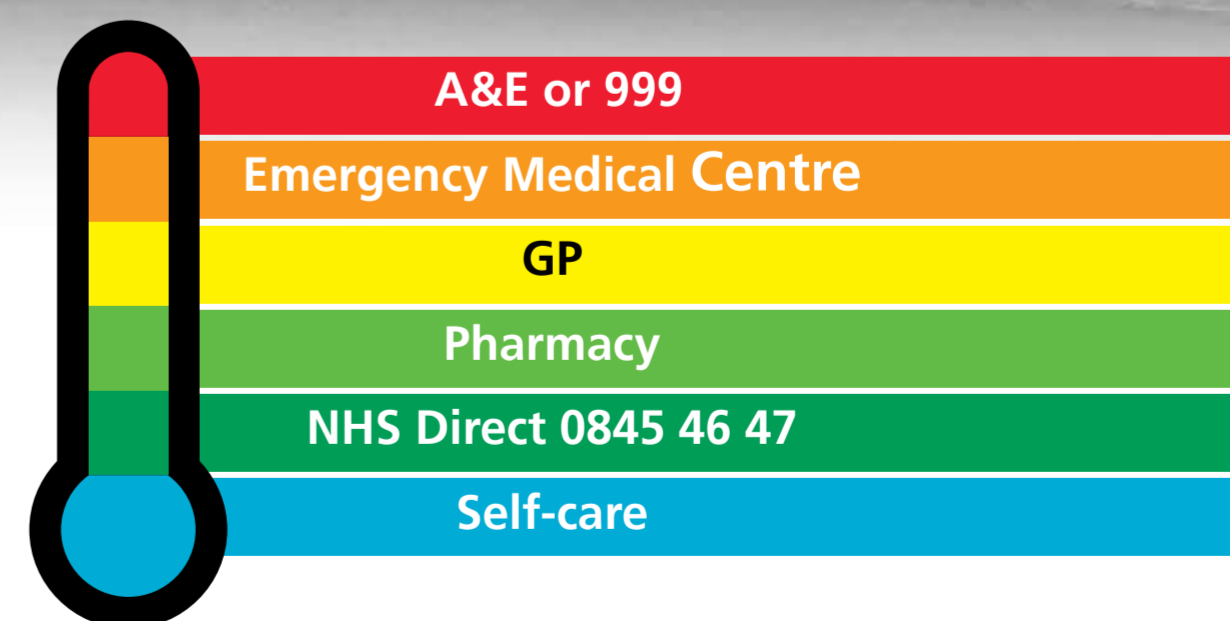 A&E or 999
Emergency Medical Centre
GP
Pharmacy
NHS Direct 0845 46 47
Self-care